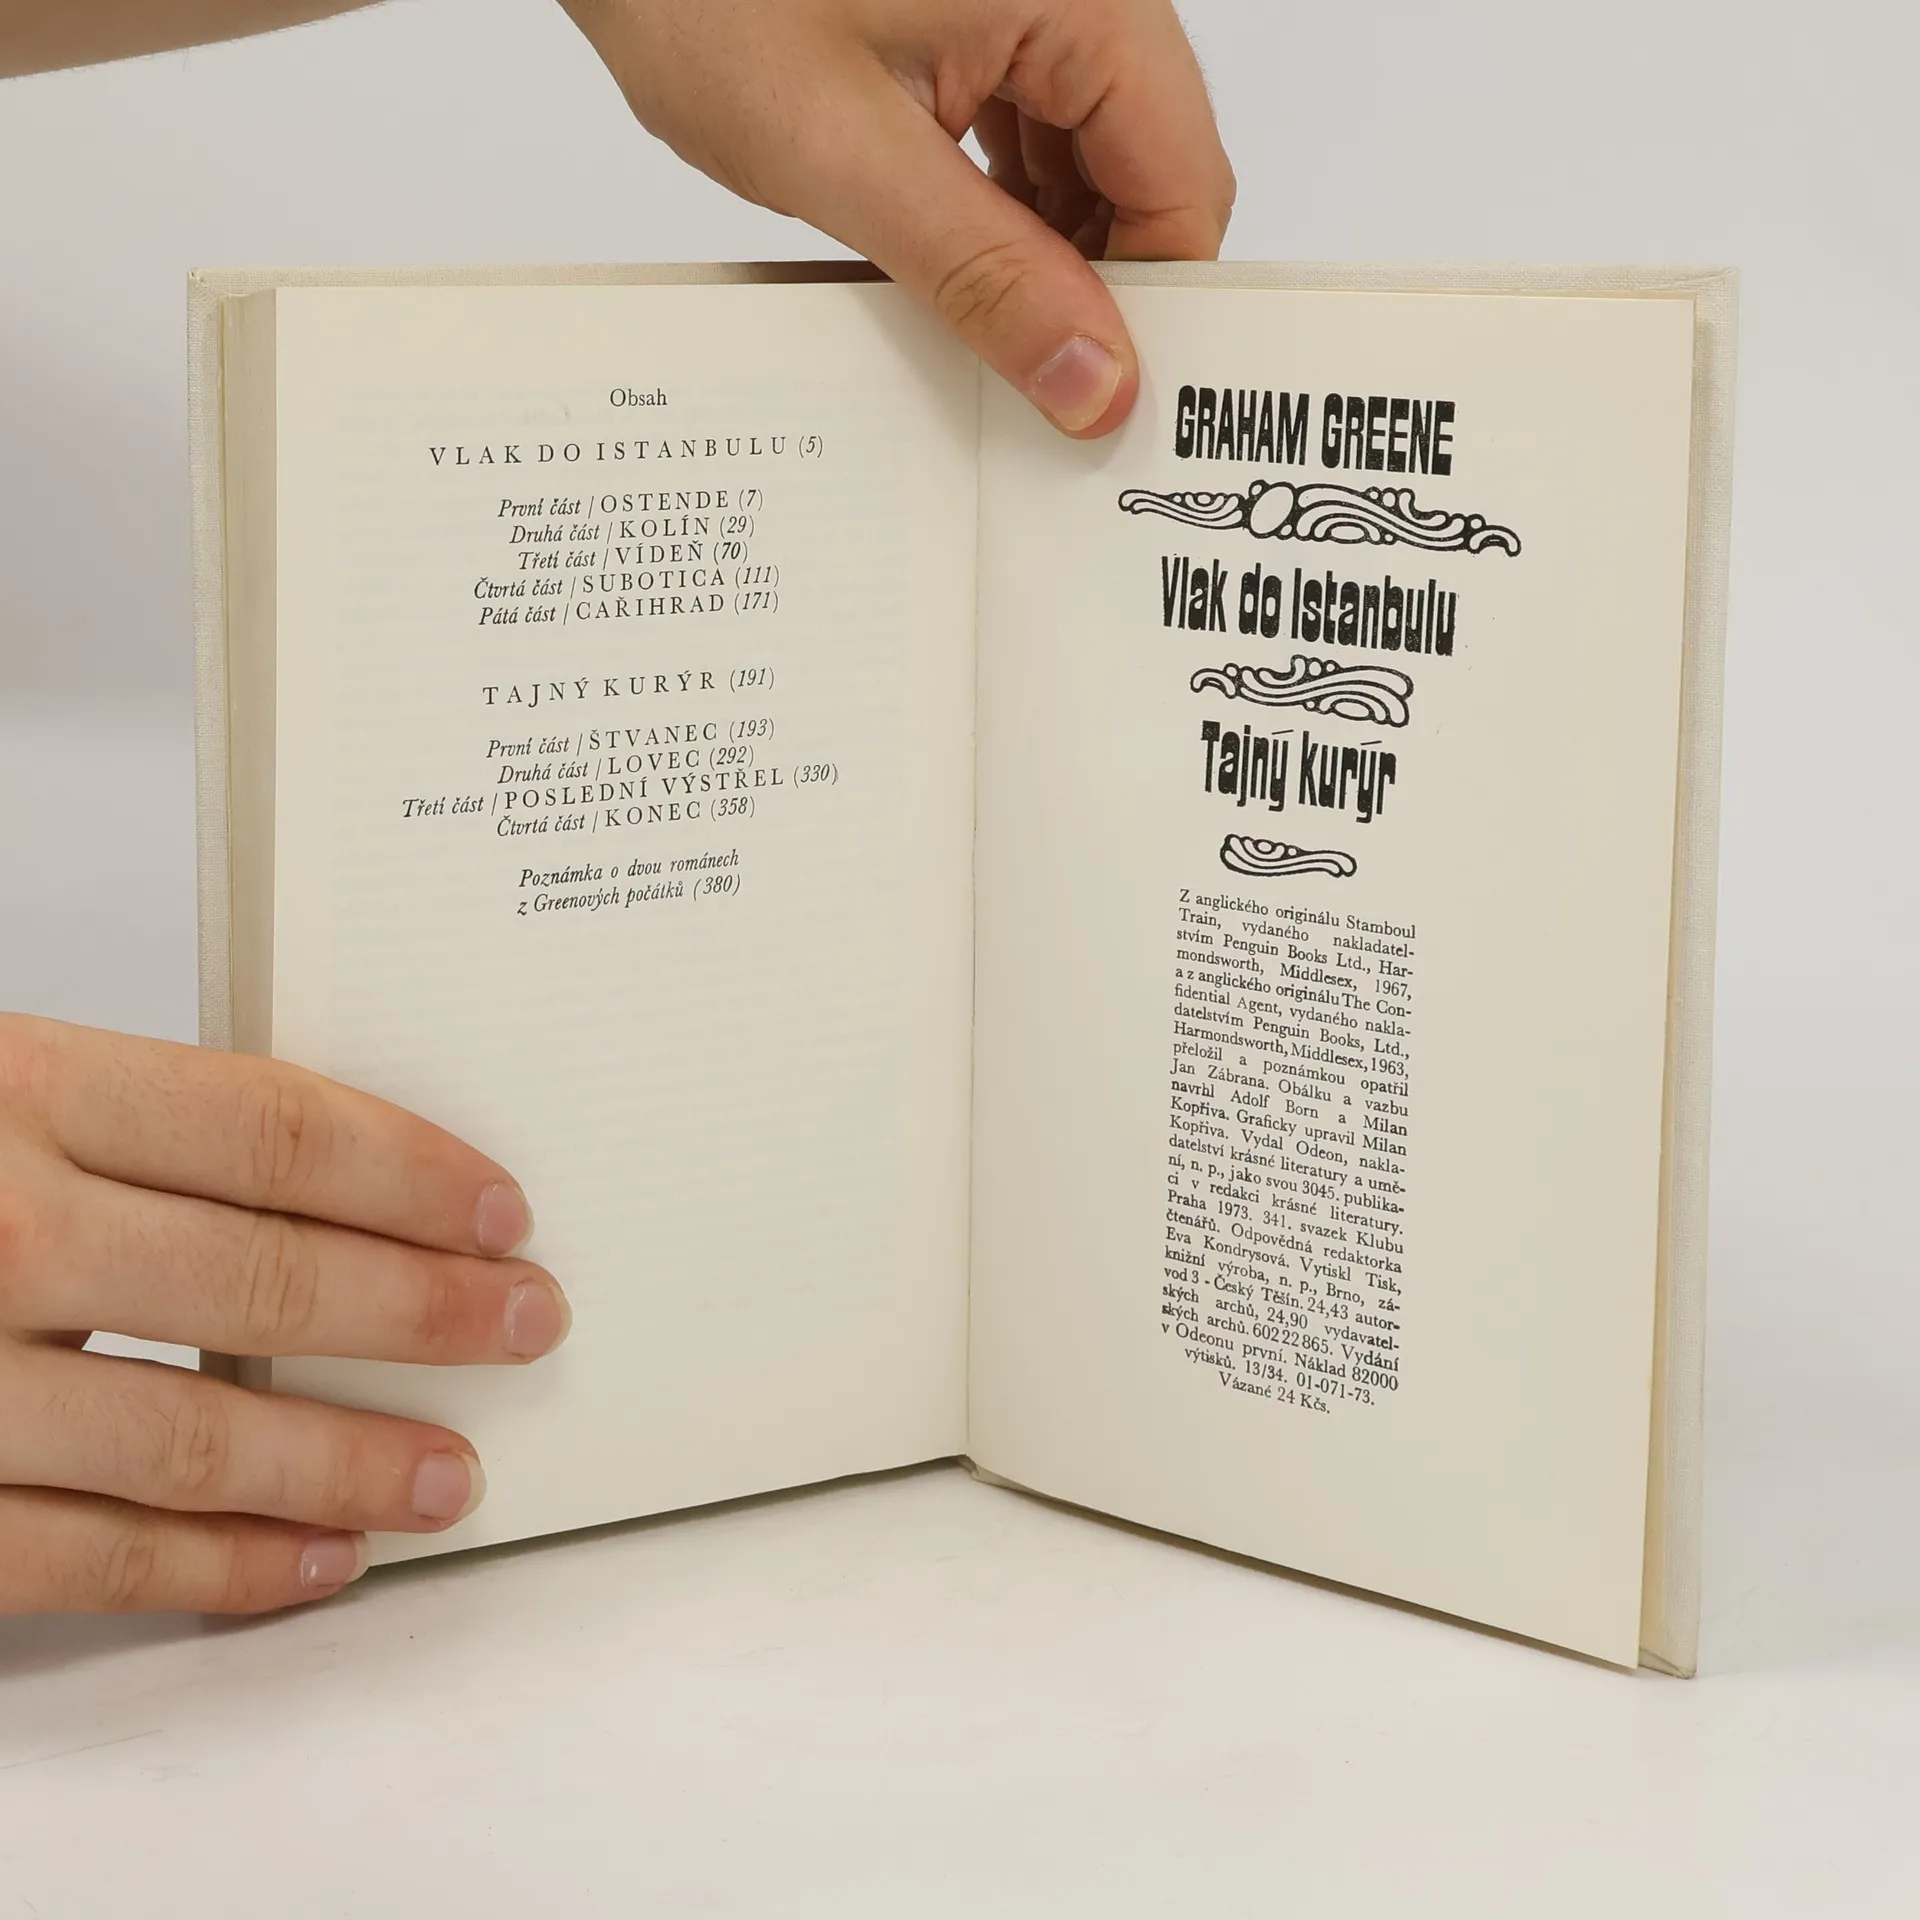 Obsah
VLAK DO ISTANBULU (5)
První část / OSTENDE (7)
Druhá část / KOLÍN (29)
Třetí část / VÍDEŇ (70)
Čtvrtá část / SUBOTICA (111)
Pátá část / CAŘIHRAD (171)
TAJNÝ KURÝR (191)
První část / ŠTVANEC (193)
Druhá část / LOVEC (292)
Třetí část / POSLEDNÍ VÝSTŘEL (330)
Čtvrtá část / KONEC (358)
Poznámka o dvou románech
z Greenových počátků (380)
GRAHAM GREENE
Vlak do Istanbulu
Tajný kurýr
Z anglického originálu Stamboul
Train, vydaného nakladatel-
stvím Penguin Books Ltd., Har-
mondsworth, Middlesex, 1967,
a z anglického originálu The Con-
fidential Agent, vydaného nakla-
datelstvím Penguin Books, Ltd.,
Harmondsworth, Middlesex, 1963,
přeložil a poznámkou opatřil
Jan Zábrana. Obálku a vazbu
navrhl Adolf Born a Milan
Kopřiva. Graficky upravil Milan
Kopřiva. Vydal Odeon, nakla-
datelství krásné literatury a umě-
ní, n. p., jako svou 3045. publika-
ci v redakci krásné literatury.
Praha 1973. 341. svazek Klubu
čtenářů. Odpovědná redaktorka
Eva Kondrysová. Vytiskl Tisk,
knižní výroba, n. p., Brno, zá-
vod 3 - Český Těšín. 24,43 autor-
ských archů, 24,90 vydavatel-
ských archů. 602 22 865. Vydání
v Odeonu první. Náklad 82000
výtisků. 13/34. 01-071-73.
Vázané 24 Kčs.